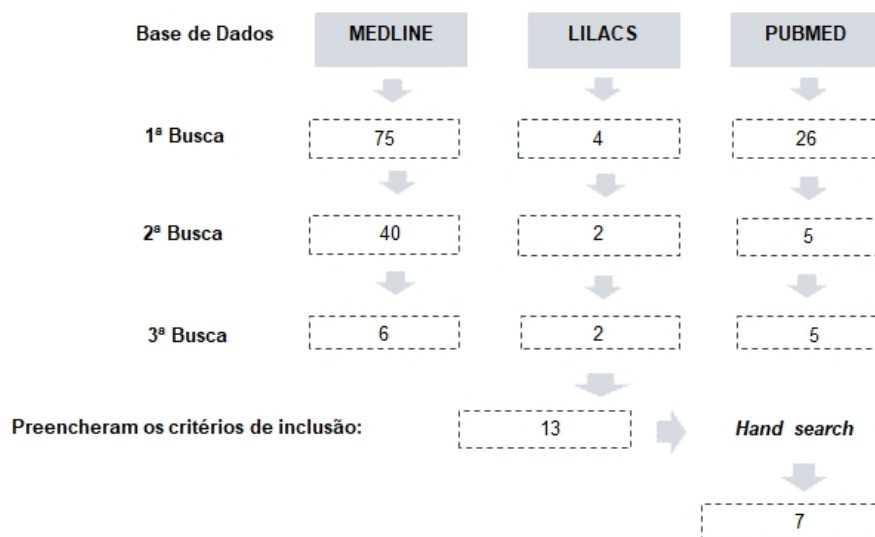 Base de Dados MEDLINE LILACS PUBMED
1ª Busca 75 4 26
2ª Busca 40 2 5
3ª Busca 6 2 5
Preencheram os critérios de inclusão: 13 Hand search
7